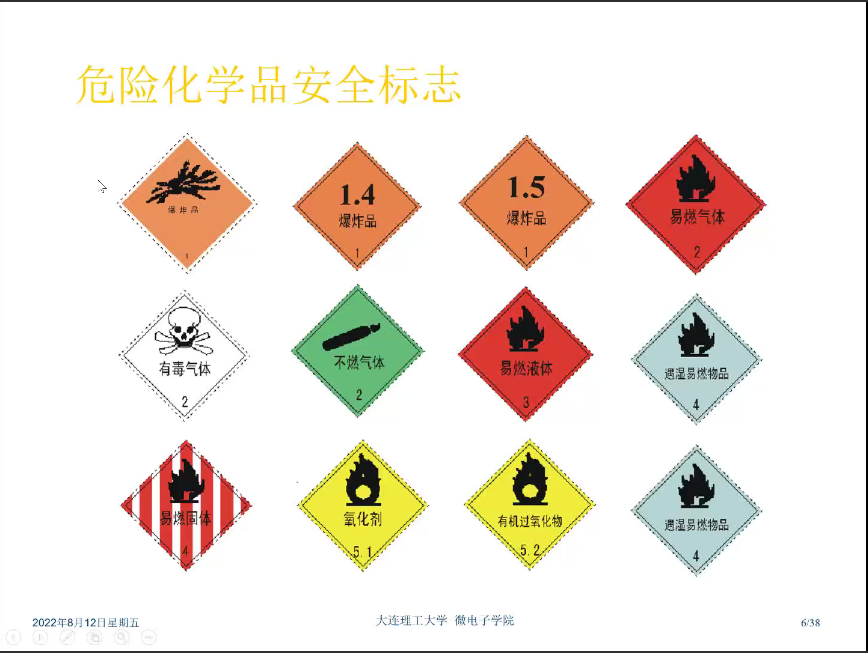 危险化学品安全标志
爆炸品
1
1.4
爆炸品
1
1.5
爆炸品
1
易燃气体
2
有毒气体
2
不燃气体
2
易燃液体
3
遇湿易燃物品
4
易燃固体
4
氧化剂
5.1
有机过氧化物
5.2
遇湿易燃物品
4
2022年8月12日星期五
大连理工大学 微电子学院
6/38